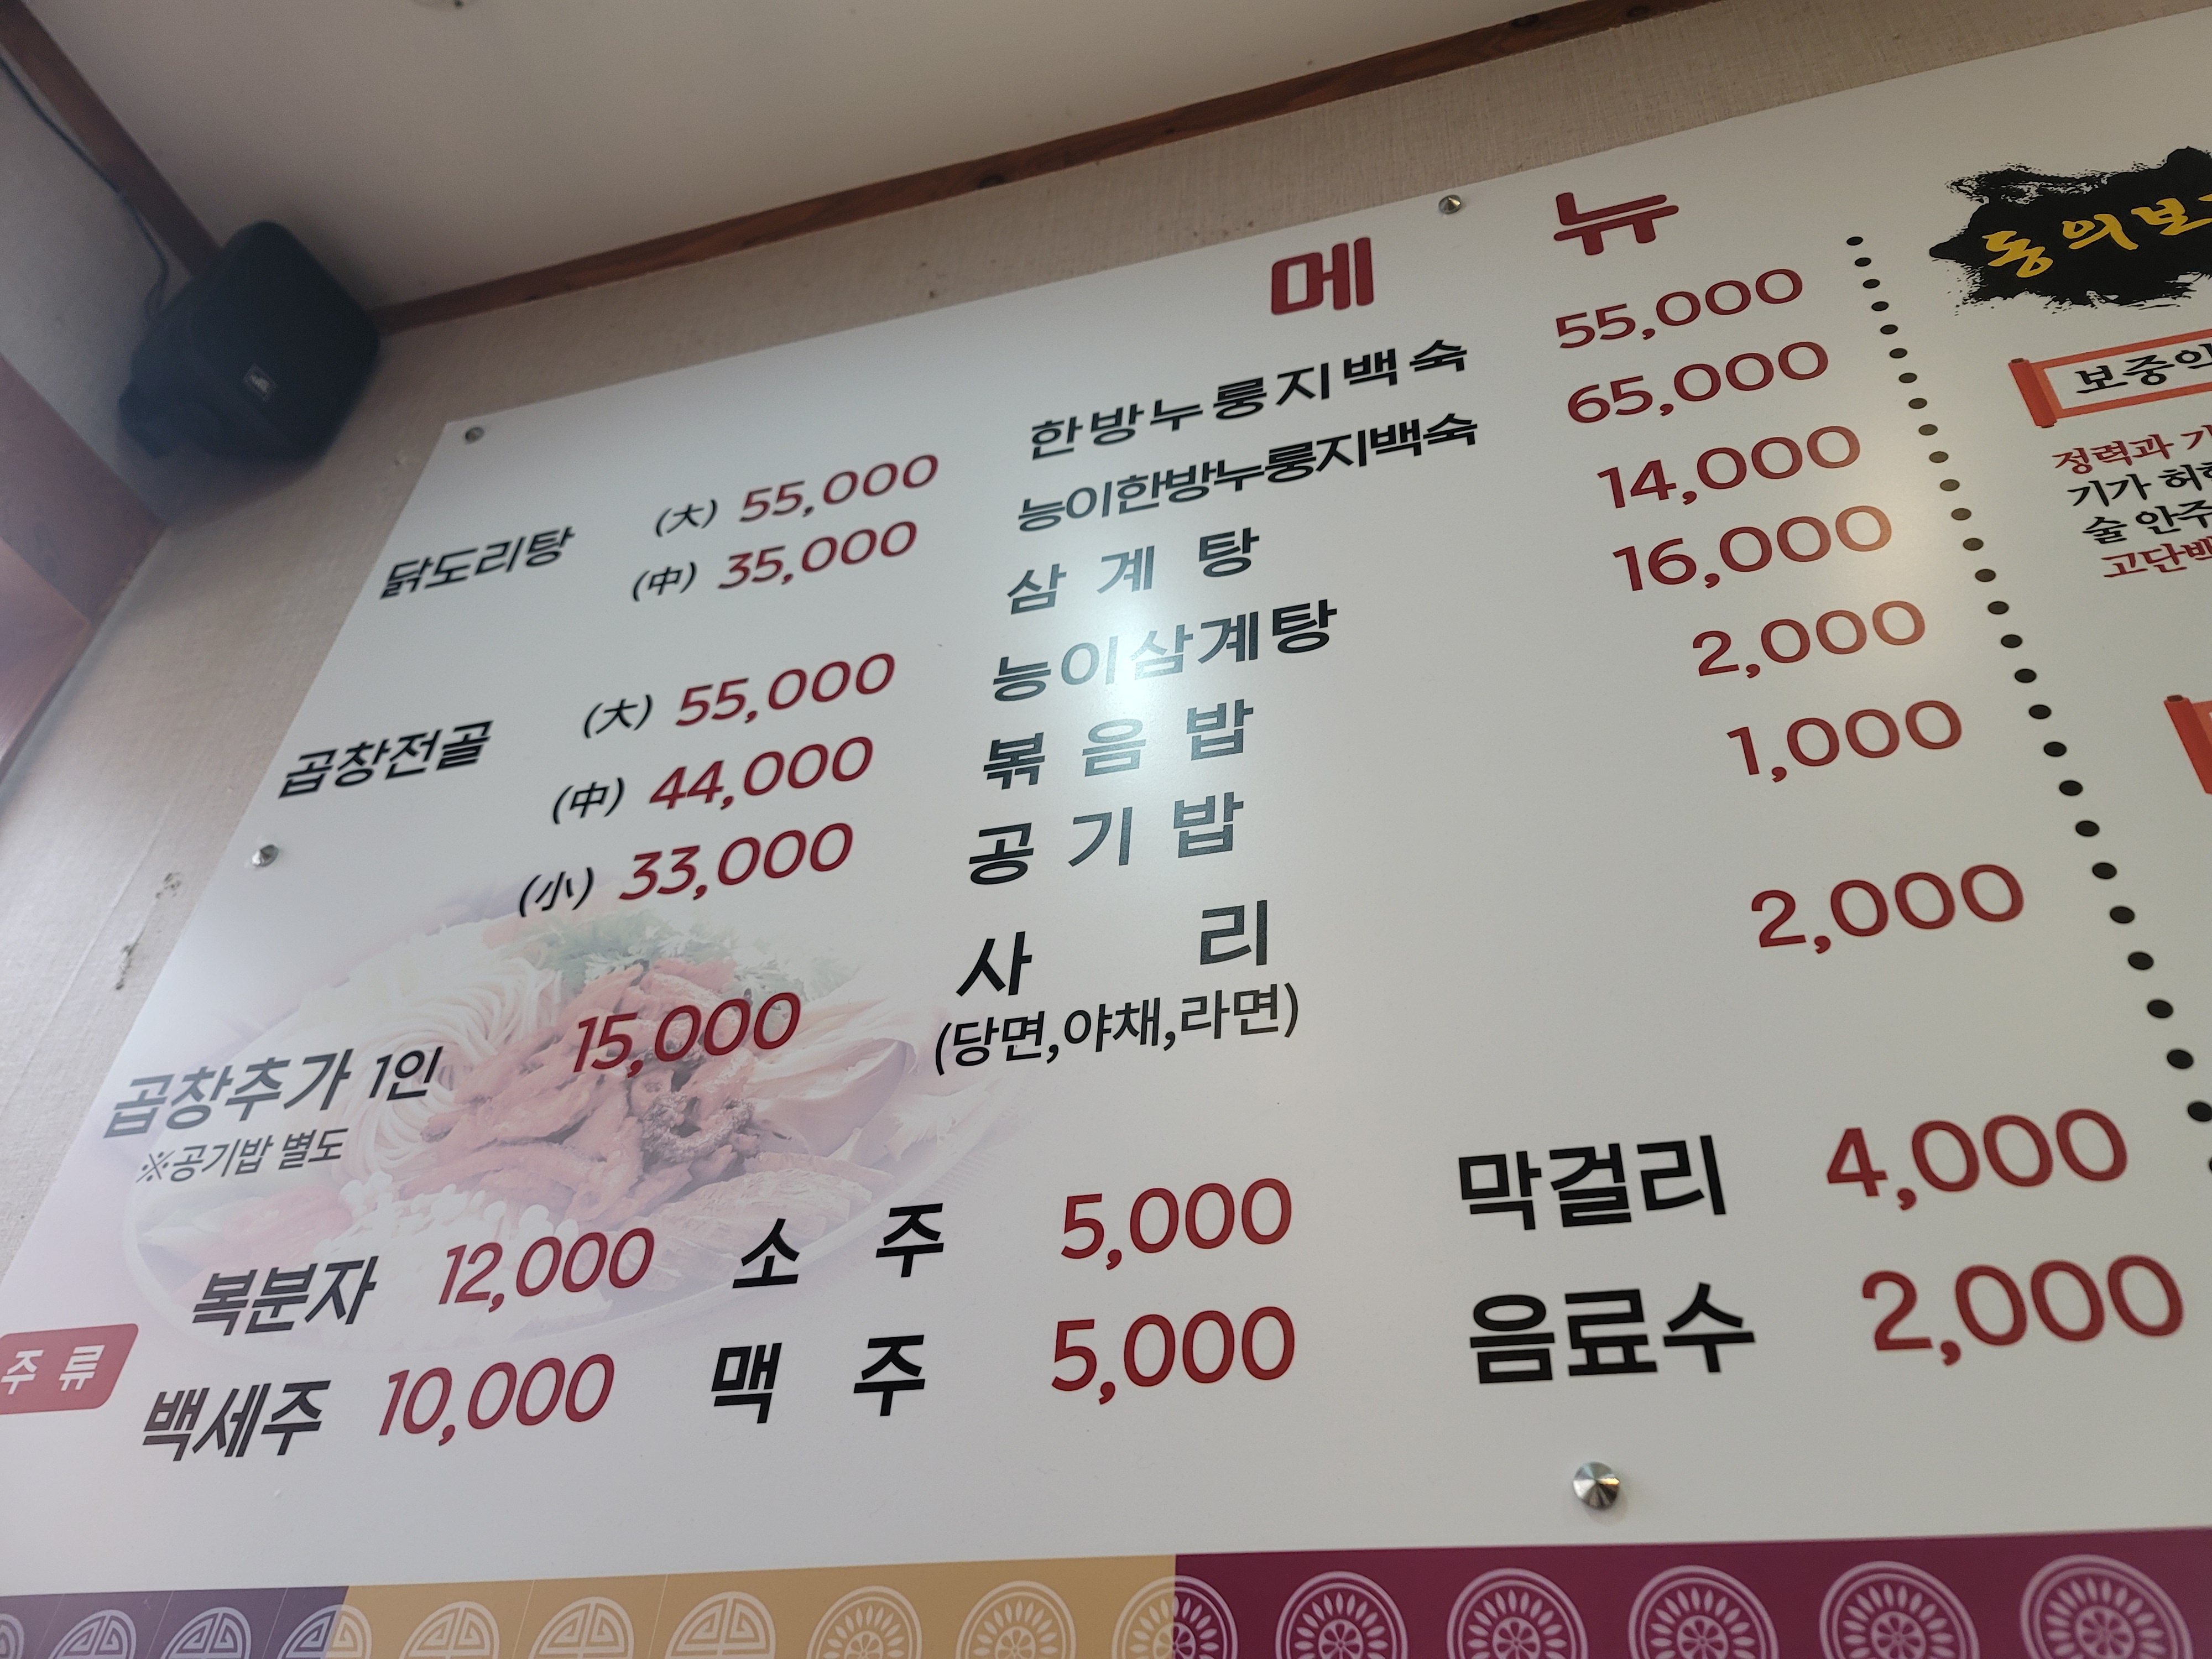 메뉴
닭도리탕 (大) 55,000
(中) 35,000
곱창전골 (大) 55,000
(中) 44,000
(小) 33,000
곱창추가 1인 15,000
※공기밥 별도
한방누룽지백숙 55,000
능이한방누룽지백숙 65,000
삼계탕 14,000
능이삼계탕 16,000
볶음밥 2,000
공기밥 1,000
사리 2,000
(당면,야채,라면)
주류
복분자 12,000 소주 5,000 막걸리 4,000
백세주 10,000 맥주 5,000 음료수 2,000
동의보
보중익
정력과
기가
술 안주
고단백